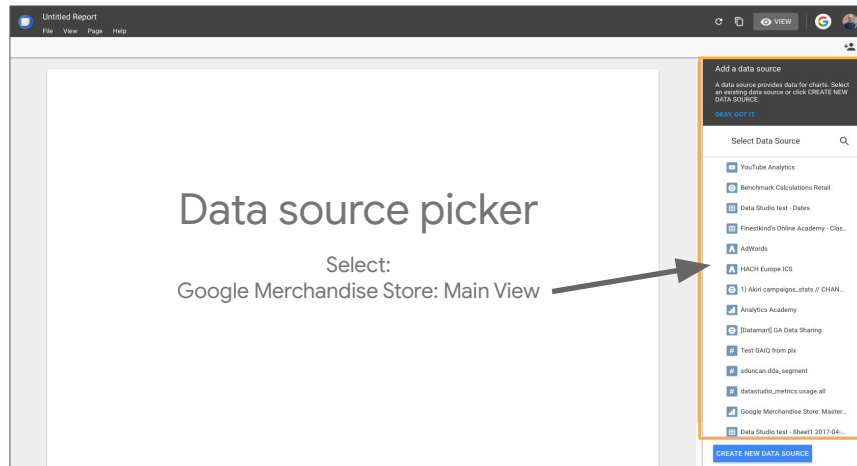 Untitled Report
File View Page Help
VIEW
Add a data source
A data source provides data for charts. Select
an existing data source or click CREATE NEW
DATA SOURCE.
OKAY, GOT IT
Select Data Source
YouTube Analytics
Benchmark Calculations Retail
Data Studio test - Dates
Finestkind's Online Academy - Clas...
AdWords
HACH Europe ICS
1) Akiri campaigns_stats // CHAN...
Analytics Academy
[Datamart] GA Data Sharing
Test GAIQ from plx
sduncan.dda_segment
datastudio_metrics.usage.all
Google Merchandise Store: Master...
Data Studio test - Sheet1 2017-04-...
CREATE NEW DATA SOURCE
Data source picker
Select:
Google Merchandise Store: Main View